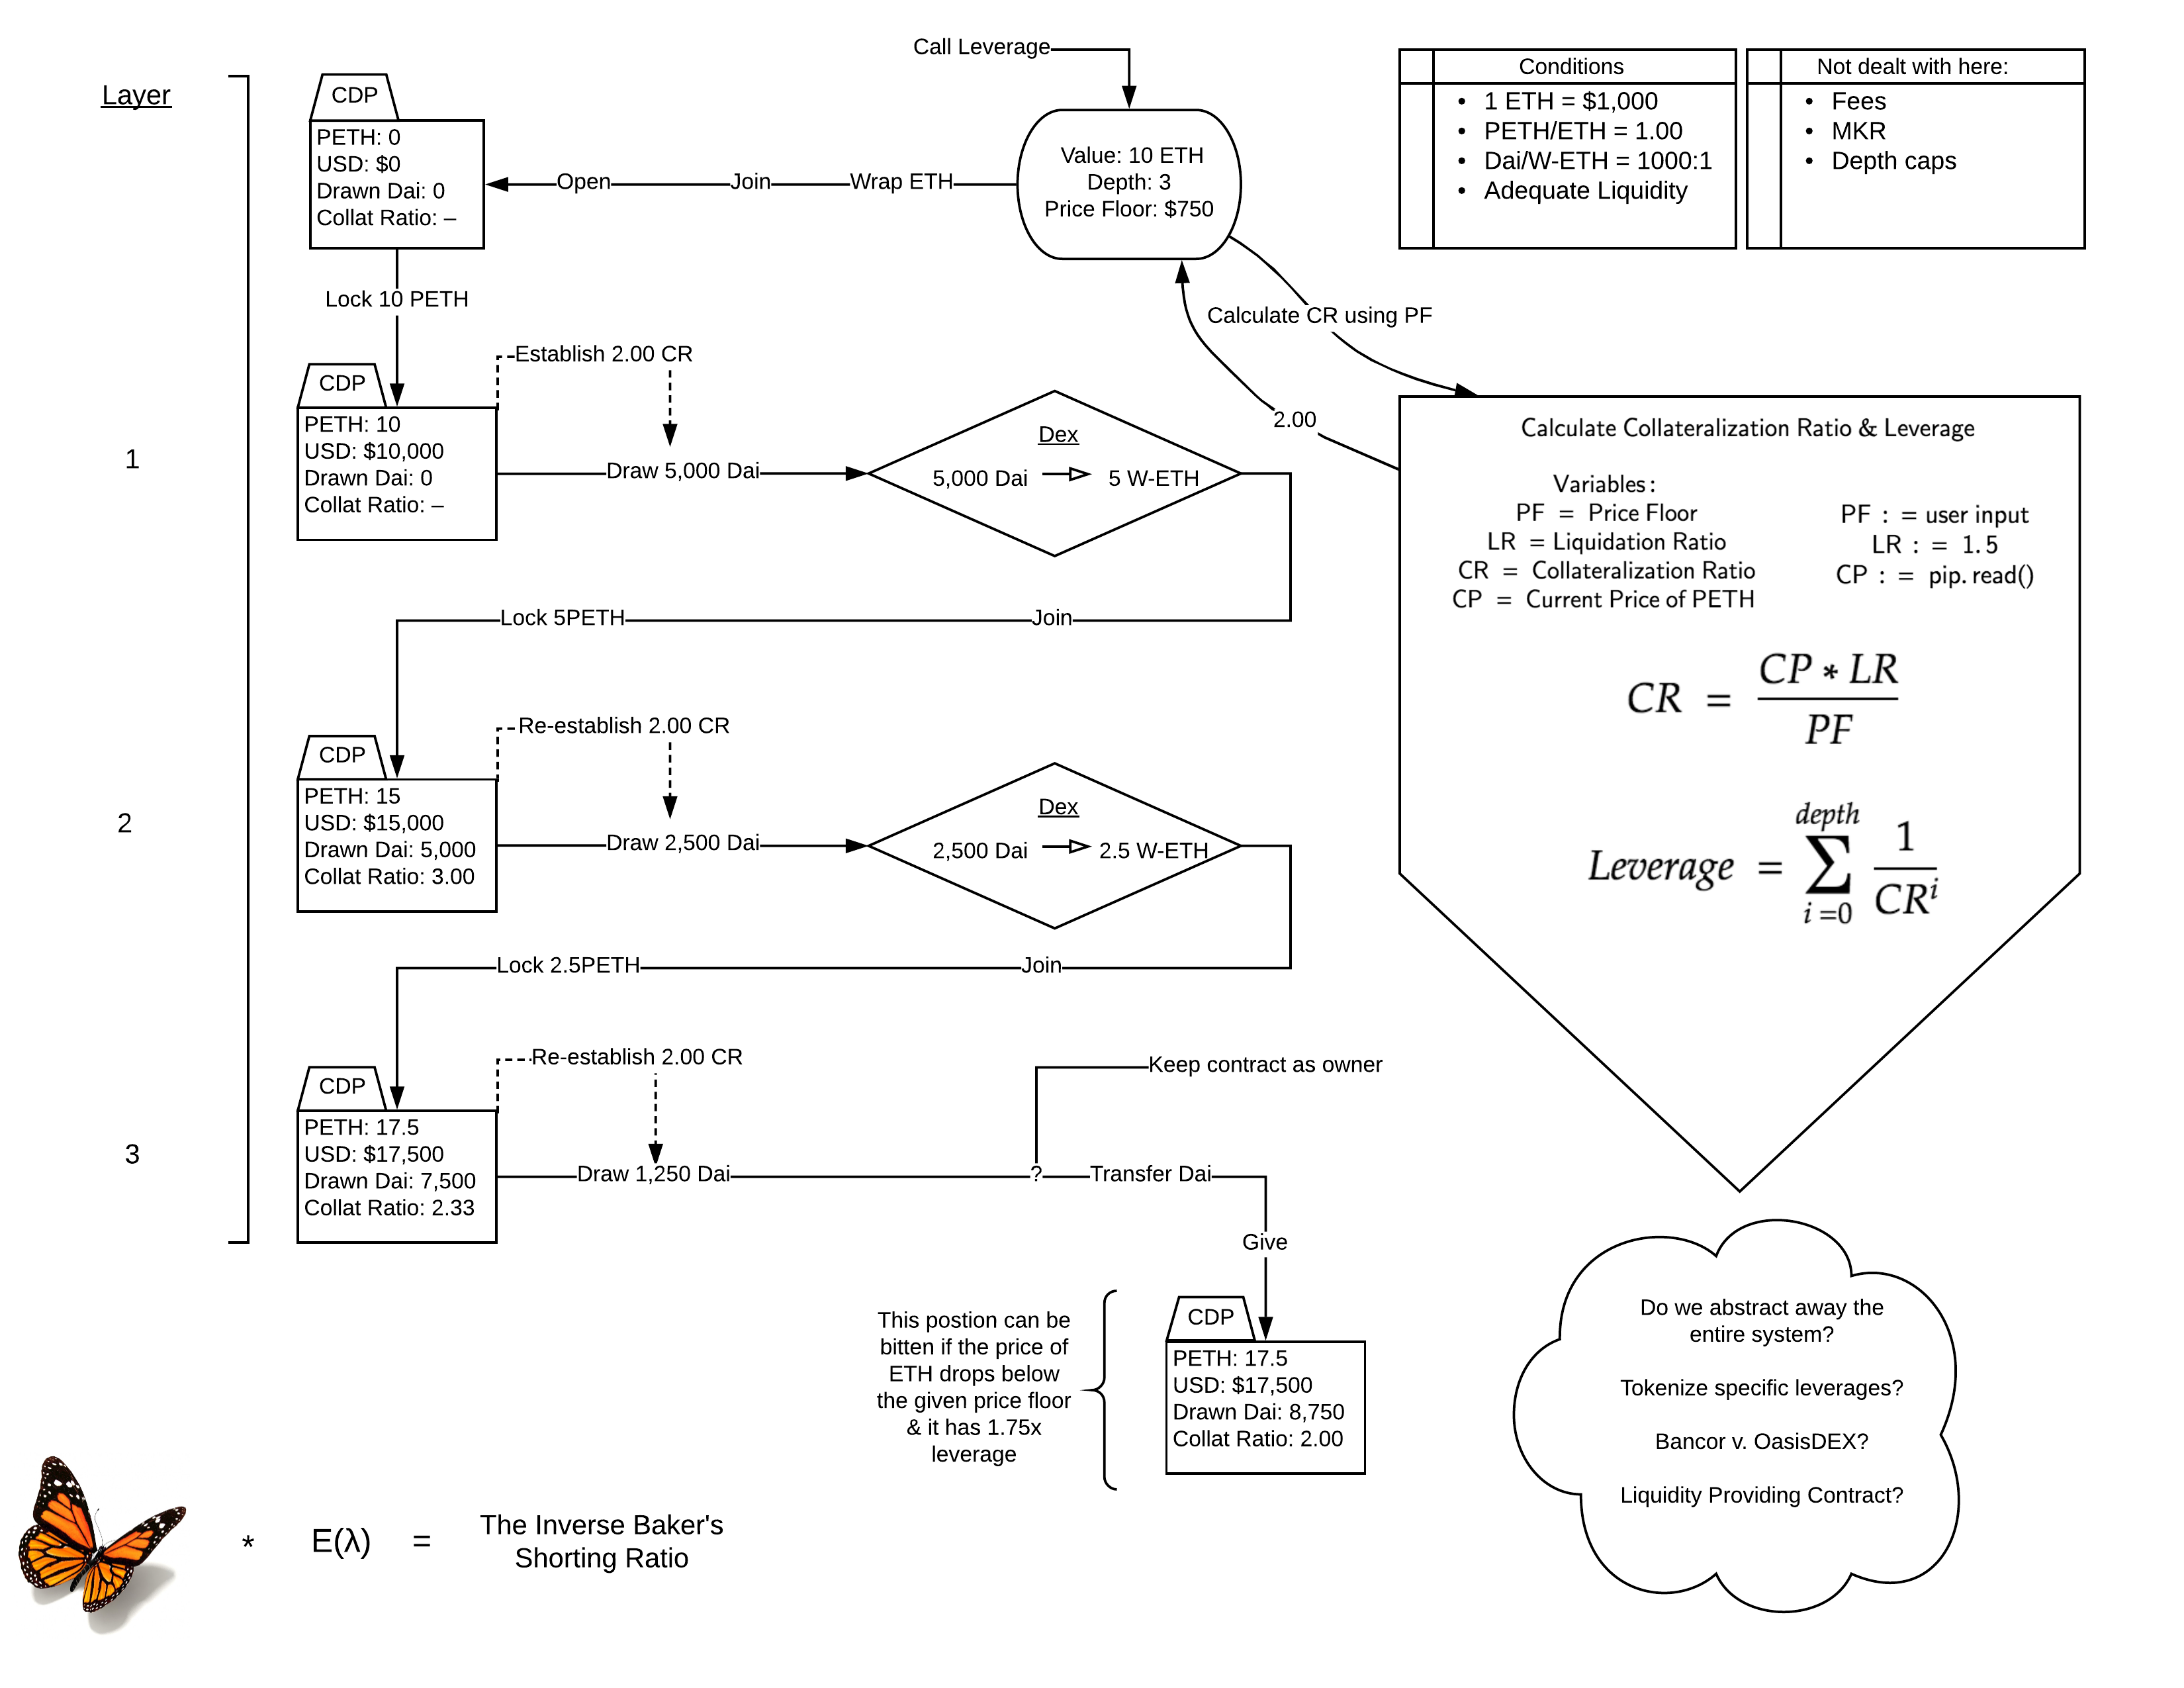 Call Leverage
Layer
CDP
PETH: 0
USD: $0
Drawn Dai: 0
Collat Ratio: –
Open
Join
Wrap ETH
Value: 10 ETH
Depth: 3
Price Floor: $750
Conditions
• 1 ETH = $1,000
• PETH/ETH = 1.00
• Dai/W-ETH = 1000:1
• Adequate Liquidity
Not dealt with here:
• Fees
• MKR
• Depth caps
Lock 10 PETH
Calculate CR using PF
2.00
1
CDP
PETH: 10
USD: $10,000
Drawn Dai: 0
Collat Ratio: –
Establish 2.00 CR
Draw 5,000 Dai
Dex
5,000 Dai
5 W-ETH
Lock 5PETH
Join
Calculate Collateralization Ratio & Leverage
Variables:
PF = Price Floor
LR = Liquidation Ratio
CR = Collateralization Ratio
CP = Current Price of PETH
PF : = user input
LR : = 1.5
CP : = pip.read()
CR = CP * LR / PF
Leverage = depth ∑ i=0 1 / CR^i
2
CDP
PETH: 15
USD: $15,000
Drawn Dai: 5,000
Collat Ratio: 3.00
Re-establish 2.00 CR
Draw 2,500 Dai
Dex
2,500 Dai
2.5 W-ETH
Lock 2.5PETH
Join
3
CDP
PETH: 17.5
USD: $17,500
Drawn Dai: 7,500
Collat Ratio: 2.33
Re-establish 2.00 CR
Draw 1,250 Dai
?
Keep contract as owner
Transfer Dai
Give
This postion can be
bitten if the price of
ETH drops below
the given price floor
& it has 1.75x
leverage
CDP
PETH: 17.5
USD: $17,500
Drawn Dai: 8,750
Collat Ratio: 2.00
Do we abstract away the
entire system?
Tokenize specific leverages?
Bancor v. OasisDEX?
Liquidity Providing Contract?
* E(λ) = The Inverse Baker's
Shorting Ratio